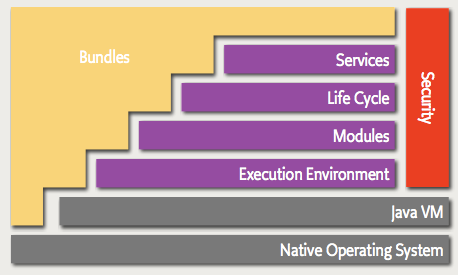 Bundles
Services
Life Cycle
Modules
Execution Environment
Java VM
Native Operating System
Security